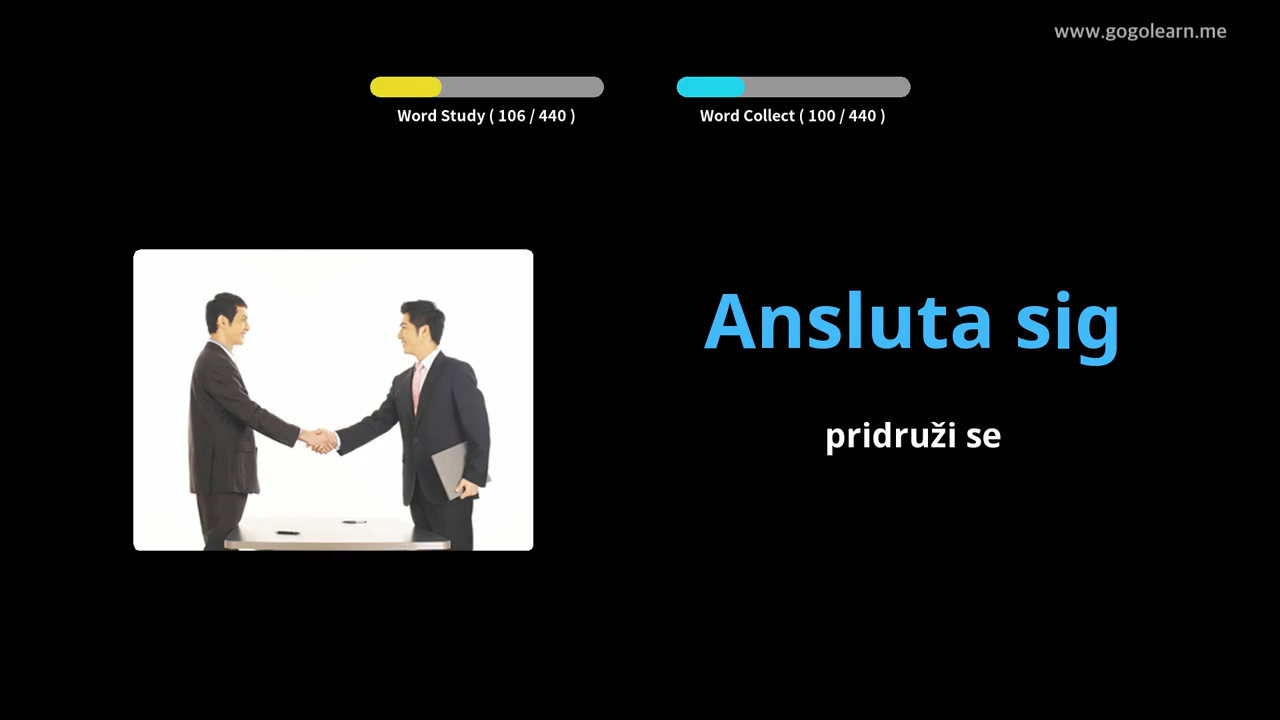 www.gogolearn.me
Word Study ( 106 / 440 )
Word Collect ( 100 / 440 )
Ansluta sig
pridruži se